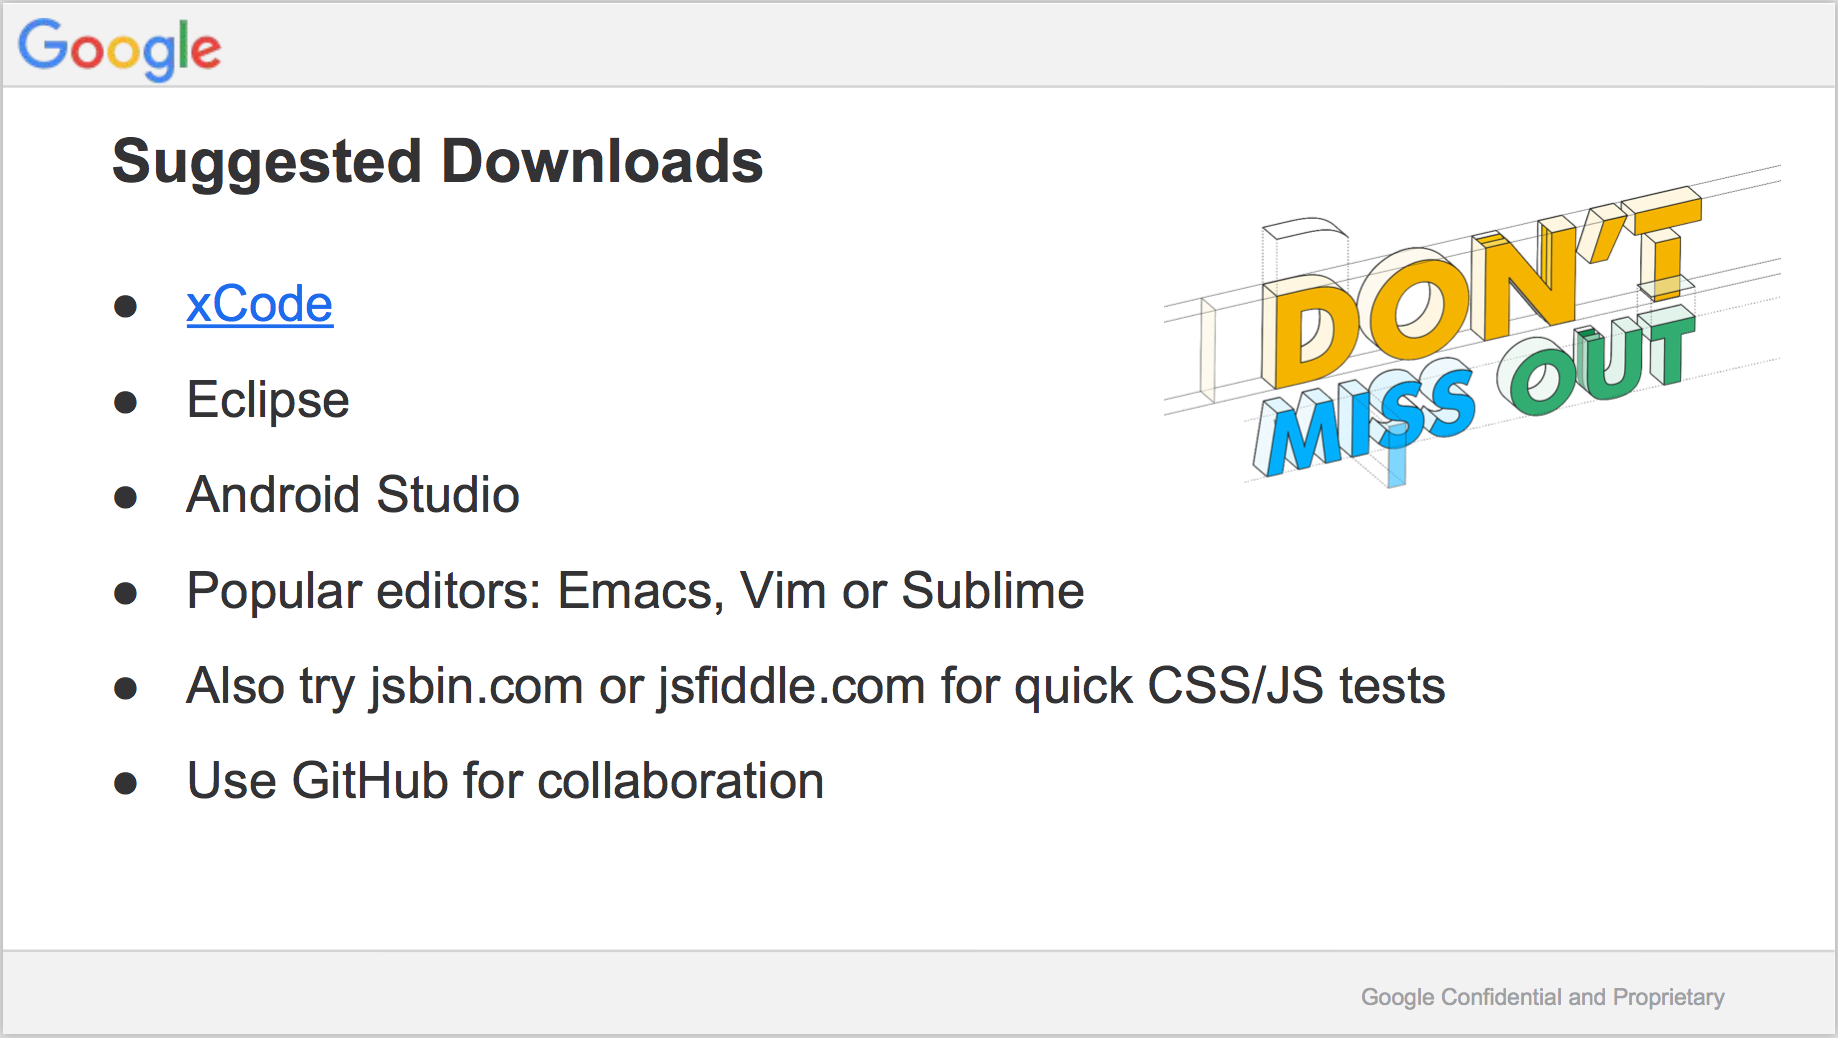 Google
Suggested Downloads
DON'T
MISS OUT
● xCode
● Eclipse
● Android Studio
● Popular editors: Emacs, Vim or Sublime
● Also try jsbin.com or jsfiddle.com for quick CSS/JS tests
● Use GitHub for collaboration
Google Confidential and Proprietary